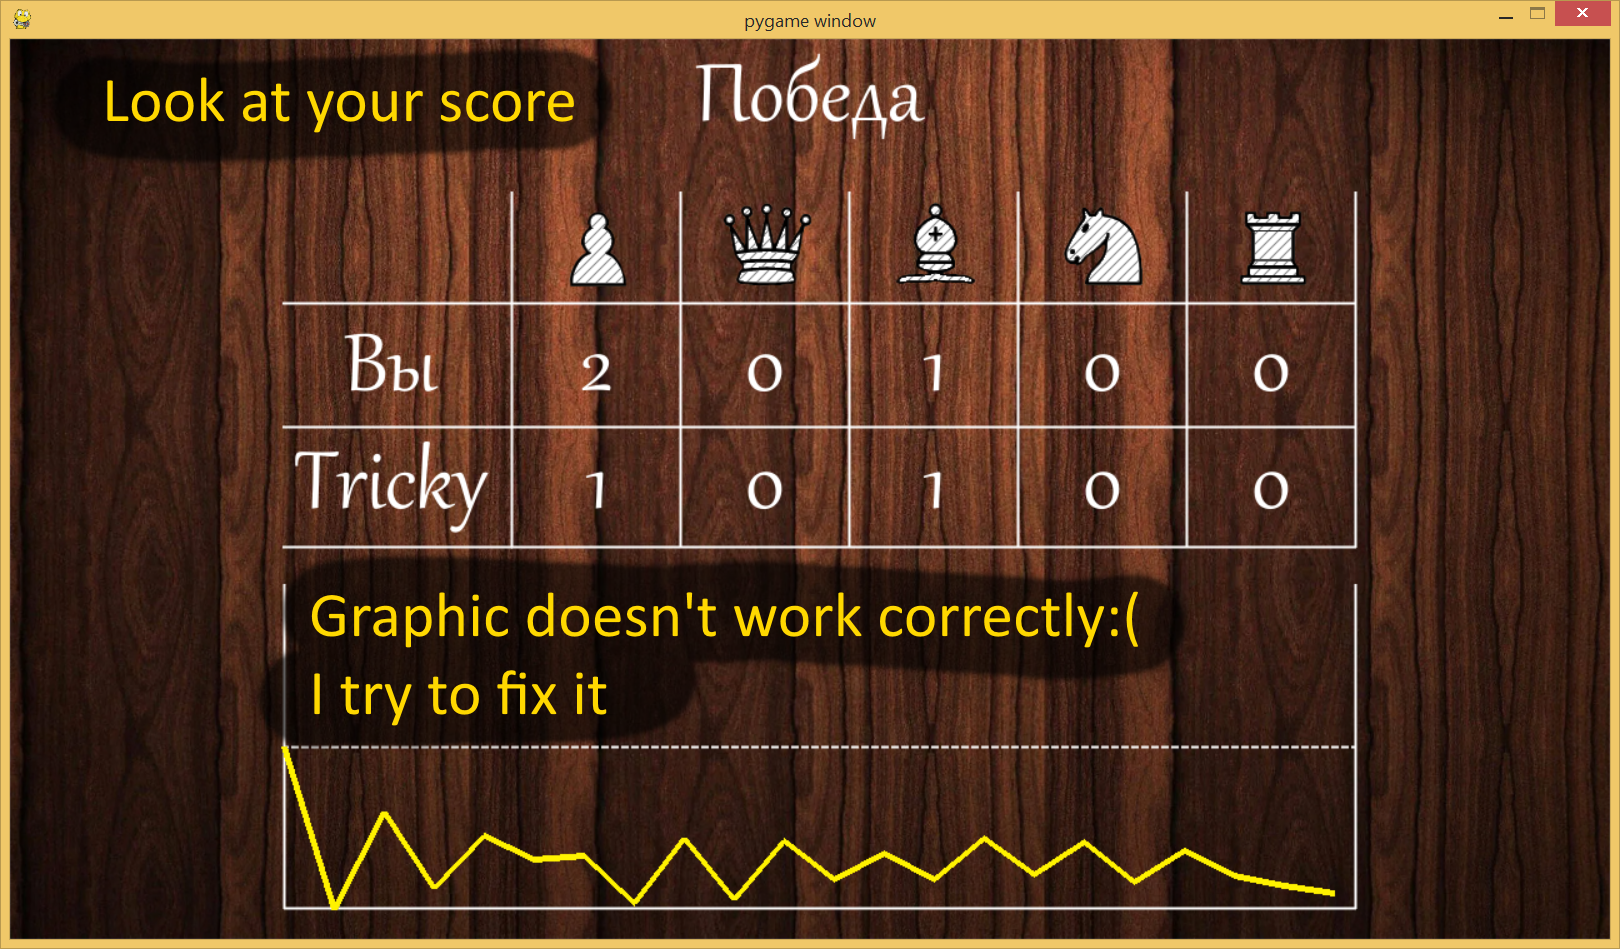 pygame window
Look at your score
Победа
Вы 2 0 1 0 0
Tricky 1 0 1 0 0
Graphic doesn't work correctly:(
I try to fix it